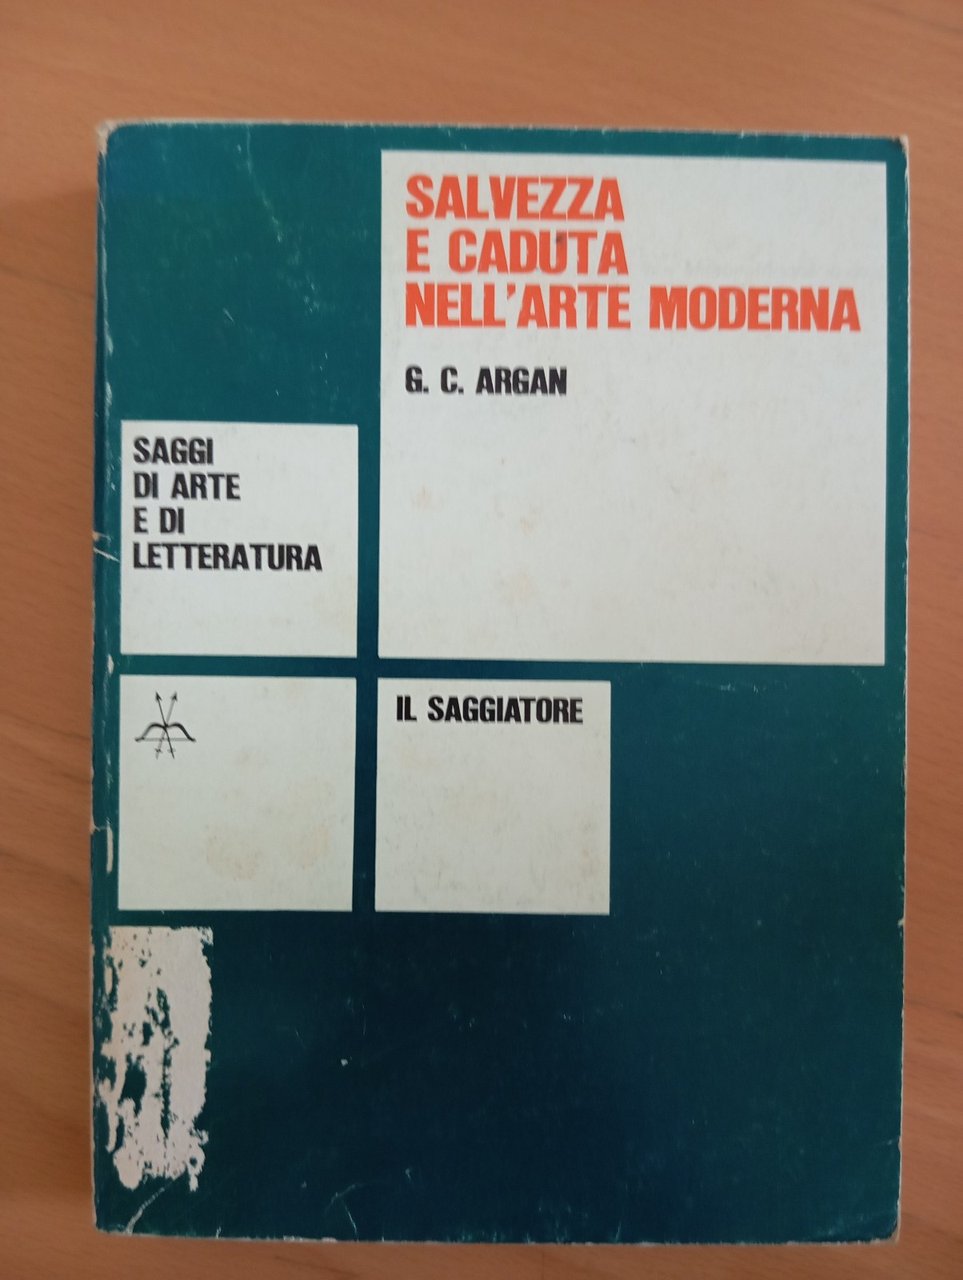 SALVEZZA
E CADUTA
NELL'ARTE MODERNA
G. C. ARGAN
SAGGI
DI ARTE
E DI
LETTERATURA
IL SAGGIATORE